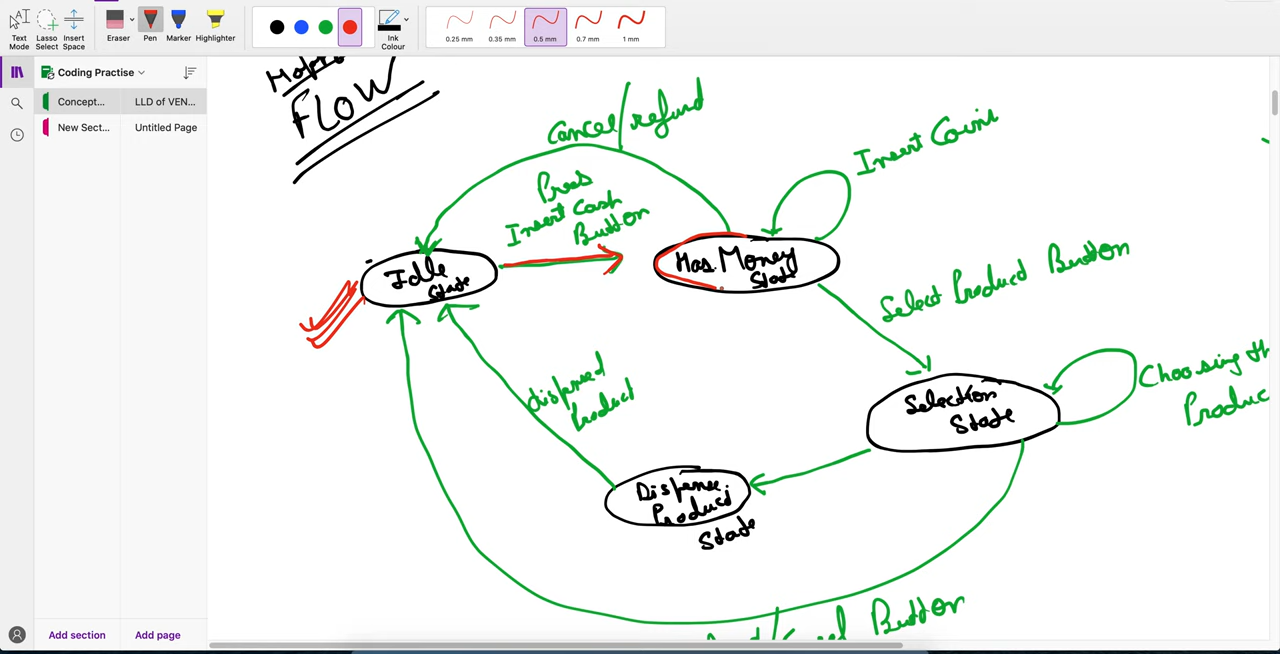 Text
Mode
Lasso
Select
Insert
Space
Eraser
Pen
Marker
Highlighter
Ink
Colour
0.25 mm
0.35 mm
0.5 mm
0.7 mm
1 mm
Coding Practise
Concept...
LLD of VEN...
New Sect...
Untitled Page
FLOW
Cancel/refund
Insert Coins
Press
Insert Cash
Button
Idle
State
Has Money
State
Select Product Button
Selection
State
Choosing th
Produc
Dispensed
Product
Dispense
Product
State
Button
Add section
Add page